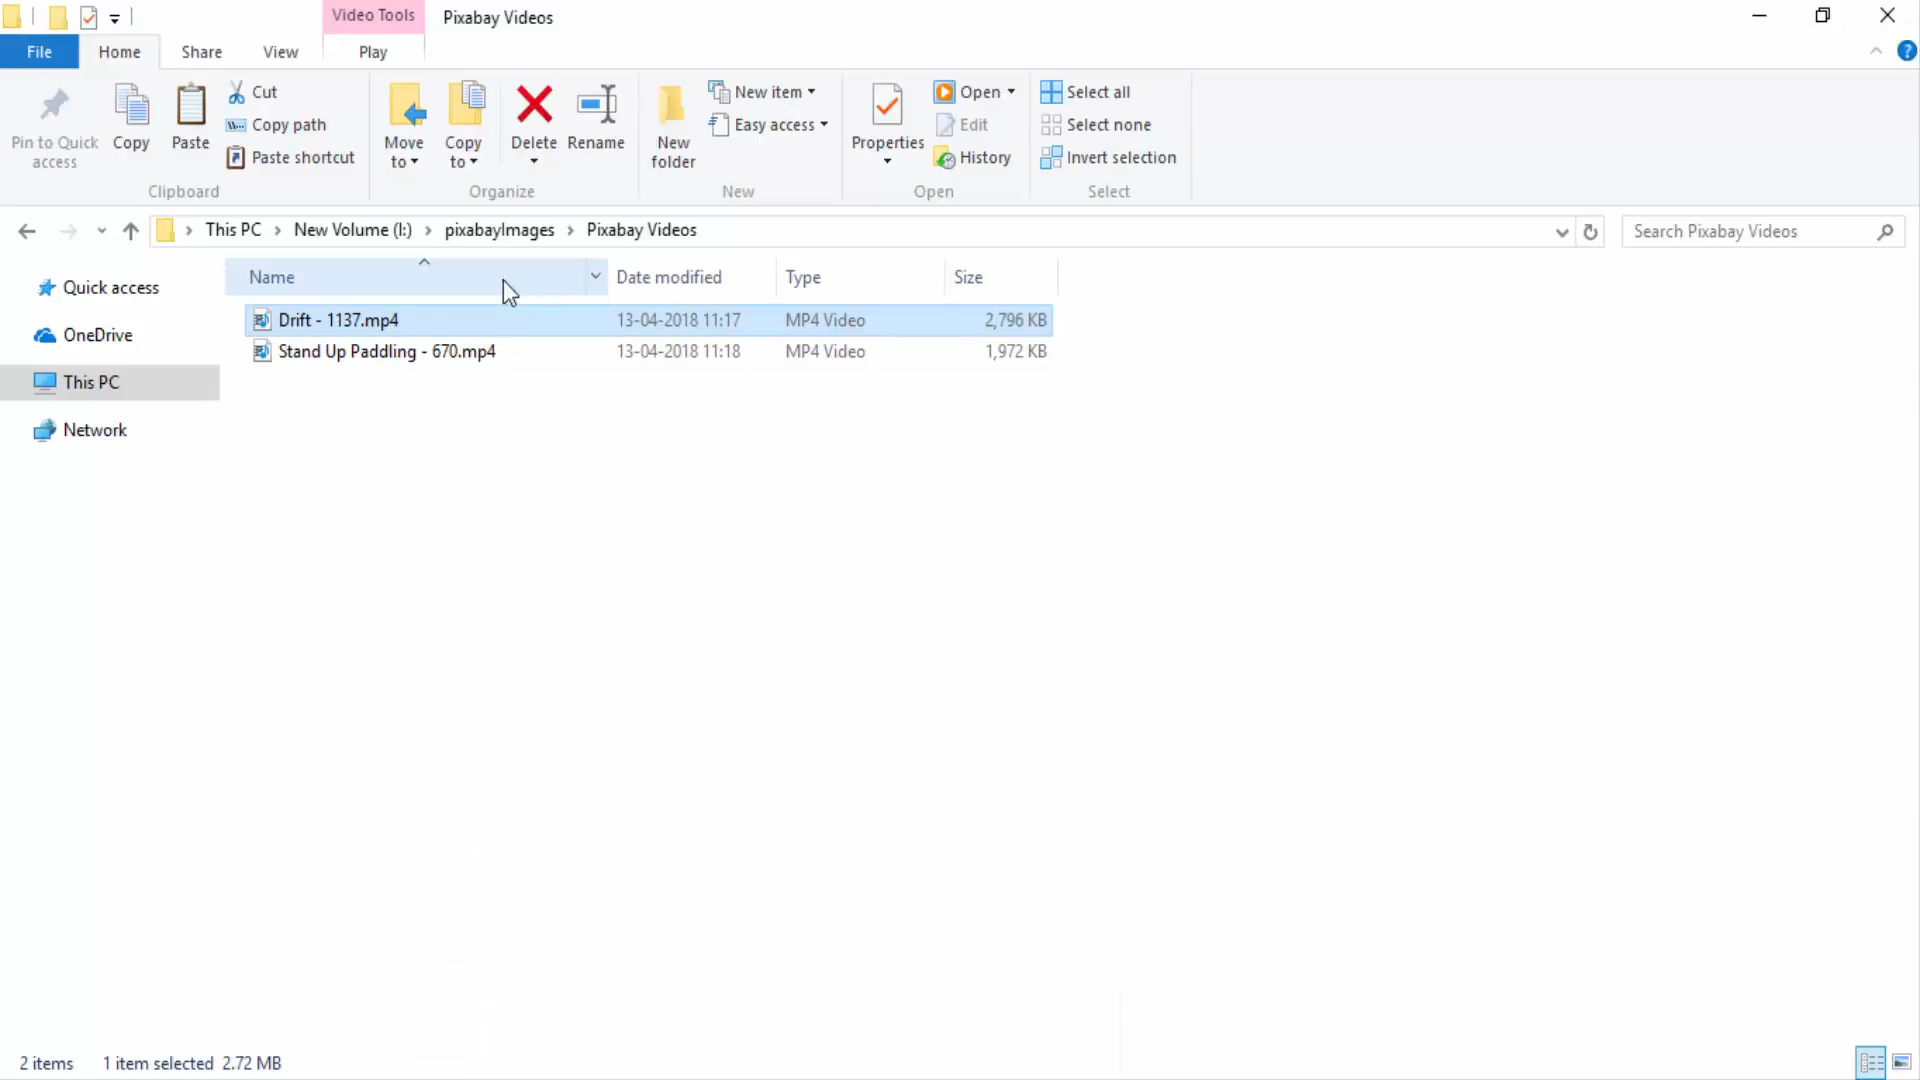 Video Tools
Pixabay Videos
File
Home
Share
View
Play
Pin to Quick access
Copy
Paste
Cut
Copy path
Paste shortcut
Clipboard
Move to
Copy to
Delete
Rename
Organize
New folder
New item
Easy access
New
Properties
Open
Edit
History
Open
Select all
Select none
Invert selection
Select
This PC > New Volume (I:) > pixabayImages > Pixabay Videos
Search Pixabay Videos
Quick access
OneDrive
This PC
Network
Name Date modified Type Size
Drift - 1137.mp4 13-04-2018 11:17 MP4 Video 2,796 KB
Stand Up Paddling - 670.mp4 13-04-2018 11:18 MP4 Video 1,972 KB
2 items 1 item selected 2.72 MB